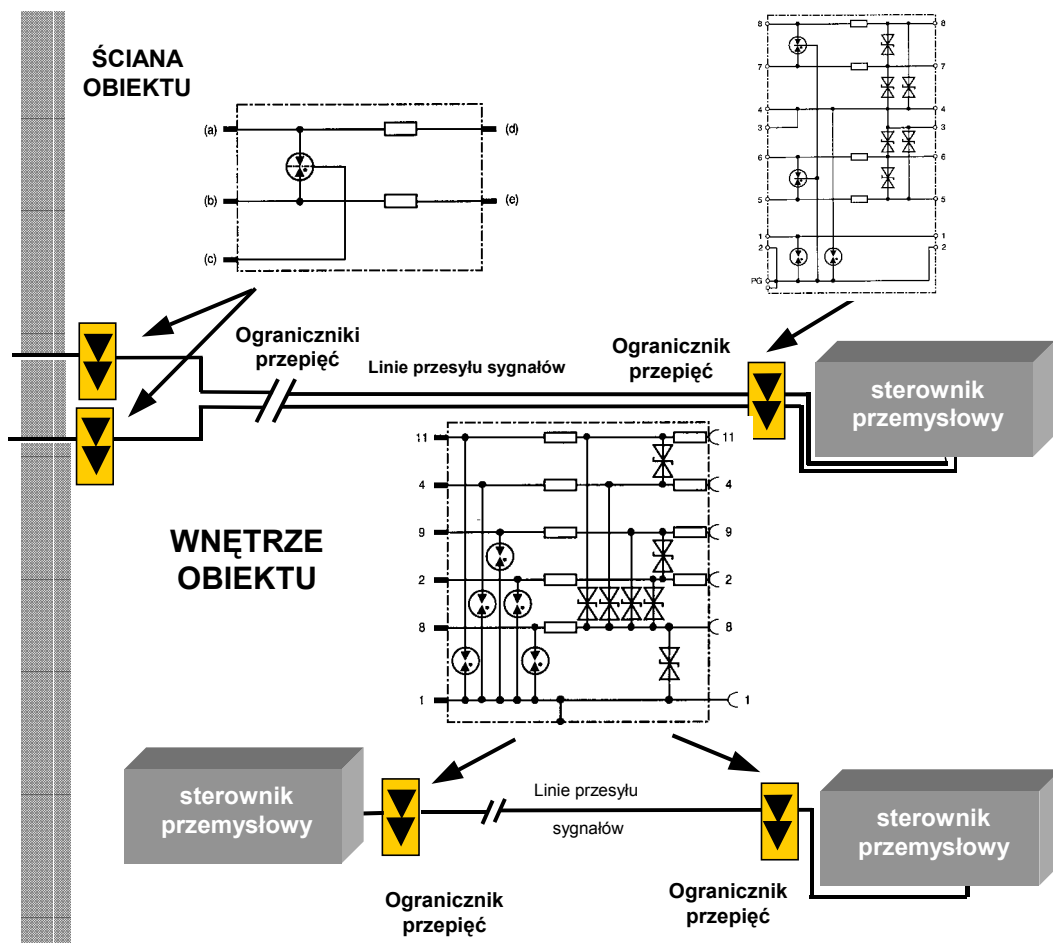 ŚCIANA
OBIEKTU
(a)
(d)
(b)
(e)
(c)
8
8
7
7
4
4
3
3
6
6
5
5
1
1
2
2
PG
Ograniczniki
przepięć
Linie przesyłu sygnałów
Ogranicznik
przepięć
sterownik
przemysłowy
WNĘTRZE
OBIEKTU
11
11
4
4
9
9
2
2
8
8
1
1
sterownik
przemysłowy
Linie przesyłu
sygnałów
sterownik
przemysłowy
Ogranicznik
przepięć
Ogranicznik
przepięć